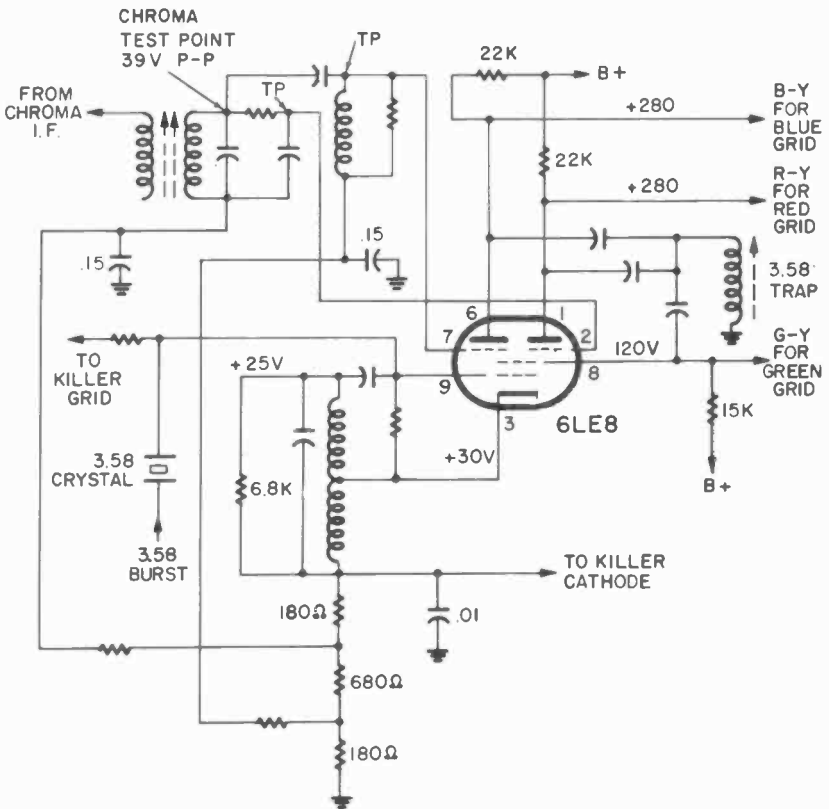 CHROMA
TEST POINT
39V P-P
TP
TP
FROM
CHROMA
I.F.
22K
B+
+280
B-Y
FOR
BLUE
GRID
22K
+280
R-Y
FOR
RED
GRID
.15
.15
3.58
TRAP
6
1
7
2
120V
8
9
3
6LE8
G-Y
FOR
GREEN
GRID
TO
KILLER
GRID
+25V
15K
B+
+30V
3.58
CRYSTAL
6.8K
3.58
BURST
TO KILLER
CATHODE
180Ω
.01
680Ω
180Ω